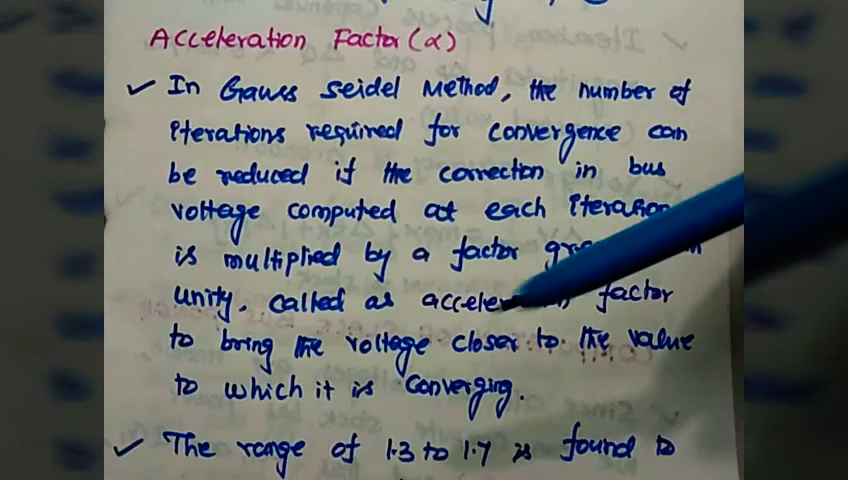 Acceleration Factor (α)
✓ In Gauss seidel Method, the number of
iterations required for convergence can
be reduced if the correction in bus
voltage computed at each iteration
is multiplied by a factor
unity. called as factor
to bring the voltage closer to the value
to which it is converging.
✓ The range of 1.3 to 1.7 is found to